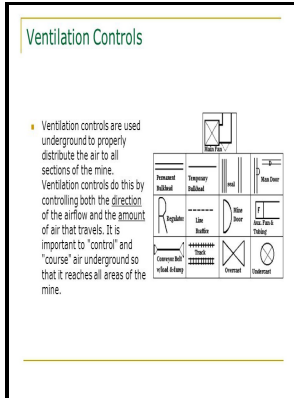 Ventilation Controls
Ventilation controls are used
underground to properly
distribute the air to all
sections of the mine.
Ventilation controls do this by
controlling both the direction
of the airflow and the amount
of air that travels. It is
important to "control" and
"course" air underground so
that it reaches all areas of the
mine.
Main Fan
Permanent
Bulkhead
Temporary
Bulkhead
seal
D
Man Door
Regulator
Line
Brattice
Mine
Door
F
Aux. Fan &
Tubing
Conveyor Belt
w/load &dump
Track
Overcast
Undercast